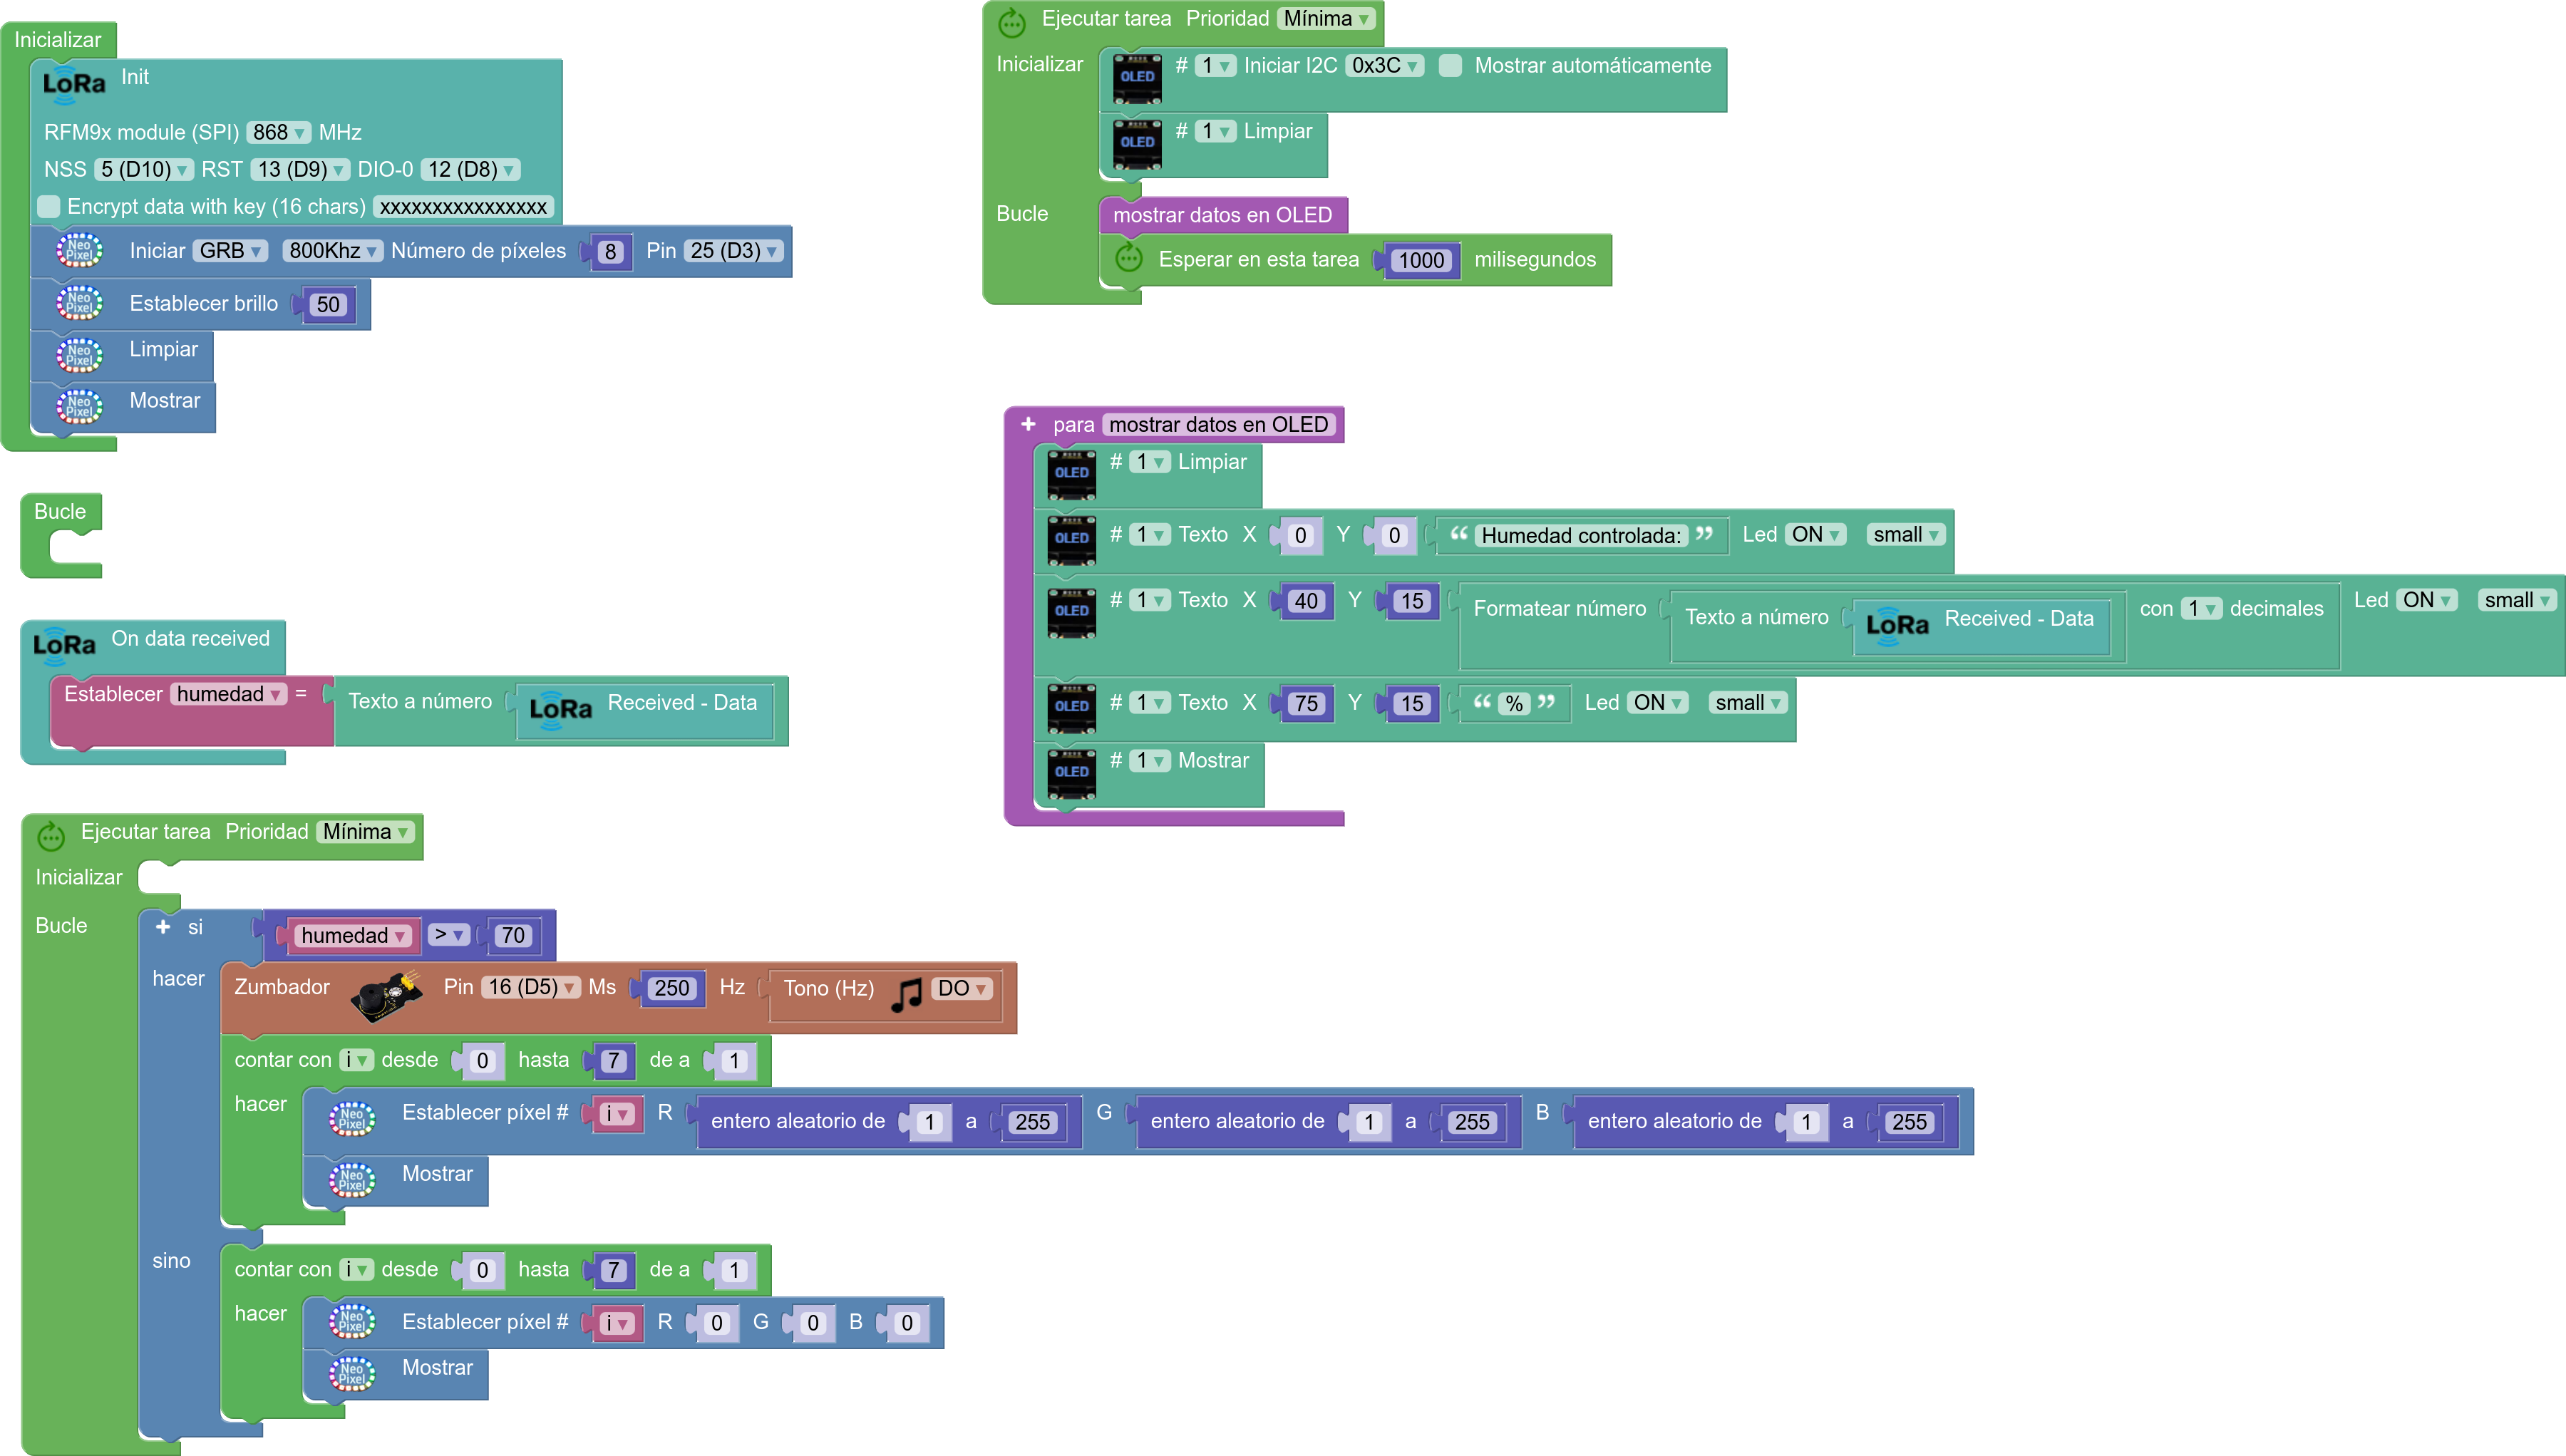 Inicializar
LoRa Init
RFM9x module (SPI) 868 MHz
NSS 5 (D10) RST 13 (D9) DIO-0 12 (D8)
Encrypt data with key (16 chars) xxxxxxxxxxxxxxxx
Neo Pixel Iniciar GRB 800Khz Número de píxeles 8 Pin 25 (D3)
Neo Pixel Establecer brillo 50
Neo Pixel Limpiar
Neo Pixel Mostrar
Bucle
LoRa On data received
Establecer humedad = Texto a número LoRa Received - Data
Ejecutar tarea Prioridad Mínima
Inicializar
Bucle
+ si humedad > 70
hacer Zumbador Pin 16 (D5) Ms 250 Hz Tono (Hz) DO
contar con i desde 0 hasta 7 de a 1
hacer Neo Pixel Establecer píxel # i R entero aleatorio de 1 a 255 G entero aleatorio de 1 a 255 B entero aleatorio de 1 a 255
Neo Pixel Mostrar
sino contar con i desde 0 hasta 7 de a 1
hacer Neo Pixel Establecer píxel # i R 0 G 0 B 0
Neo Pixel Mostrar
Ejecutar tarea Prioridad Mínima
Inicializar OLED # 1 Iniciar I2C 0x3C Mostrar automáticamente
OLED # 1 Limpiar
Bucle mostrar datos en OLED
Esperar en esta tarea 1000 milisegundos
+ para mostrar datos en OLED
OLED # 1 Limpiar
OLED # 1 Texto X 0 Y 0 “ Humedad controlada: ” Led ON small
OLED # 1 Texto X 40 Y 15 Formatear número Texto a número LoRa Received - Data con 1 decimales Led ON small
OLED # 1 Texto X 75 Y 15 “ % ” Led ON small
OLED # 1 Mostrar